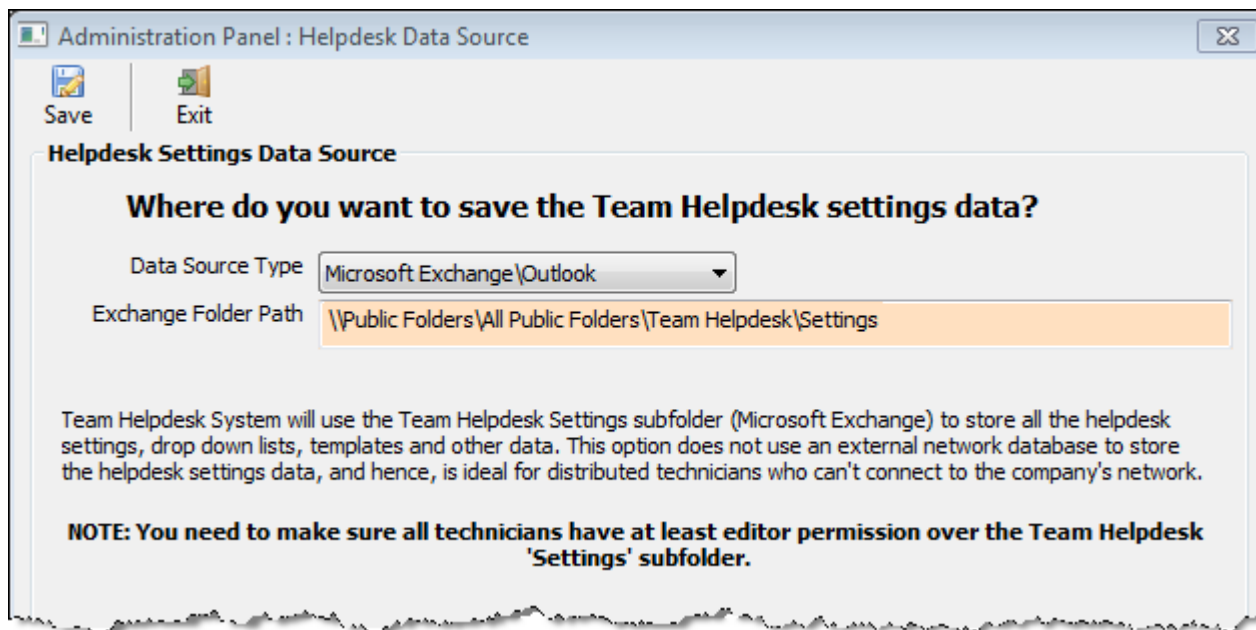 Administration Panel : Helpdesk Data Source
Save Exit
Helpdesk Settings Data Source
Where do you want to save the Team Helpdesk settings data?
Data Source Type Microsoft Exchange\Outlook
Exchange Folder Path \\Public Folders\All Public Folders\Team Helpdesk\Settings
Team Helpdesk System will use the Team Helpdesk Settings subfolder (Microsoft Exchange) to store all the helpdesk
settings, drop down lists, templates and other data. This option does not use an external network database to store
the helpdesk settings data, and hence, is ideal for distributed technicians who can't connect to the company's network.
NOTE: You need to make sure all technicians have at least editor permission over the Team Helpdesk
'Settings' subfolder.